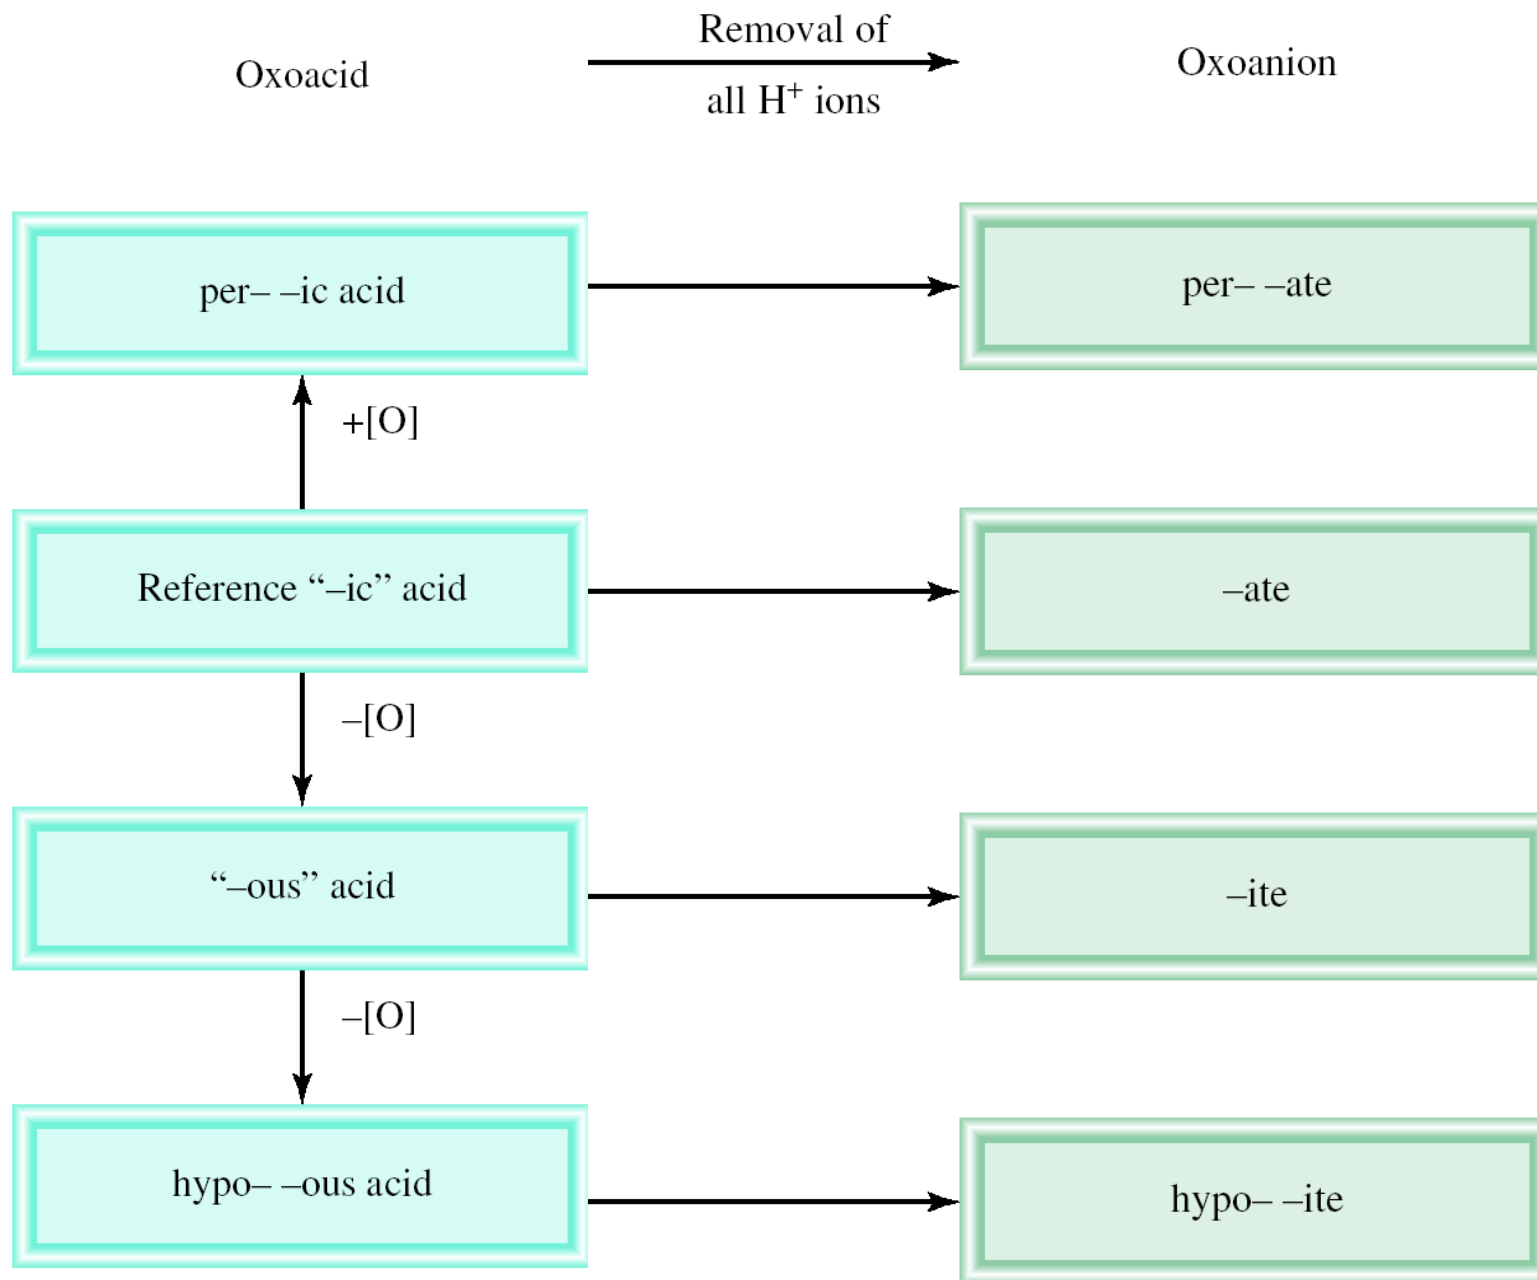 Oxoacid
Removal of
all H⁺ ions
Oxoanion
per– –ic acid
per– –ate
+[O]
Reference “–ic” acid
–ate
–[O]
“–ous” acid
–ite
–[O]
hypo– –ous acid
hypo– –ite